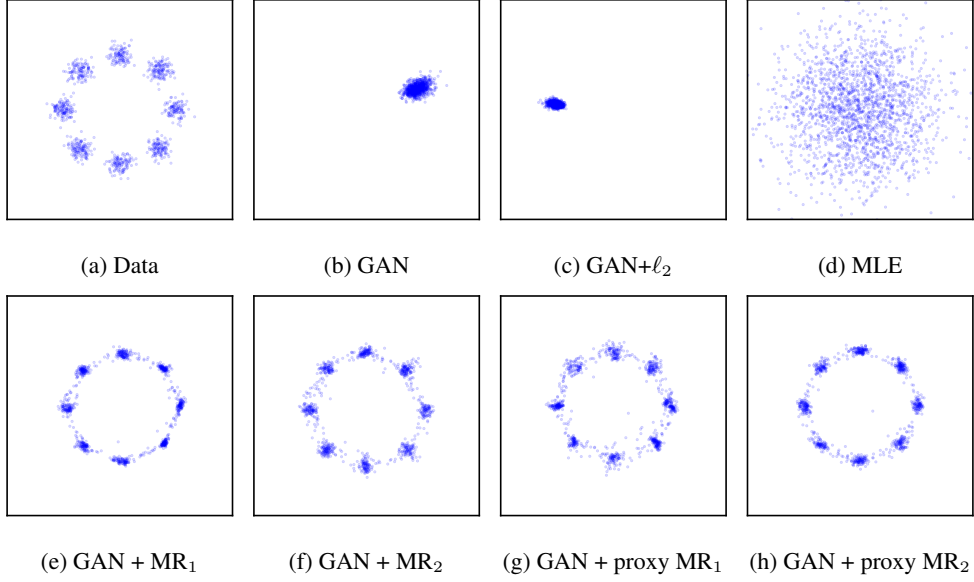 (a) Data
(b) GAN
(c) GAN+ℓ₂
(d) MLE
(e) GAN + MR₁
(f) GAN + MR₂
(g) GAN + proxy MR₁
(h) GAN + proxy MR₂